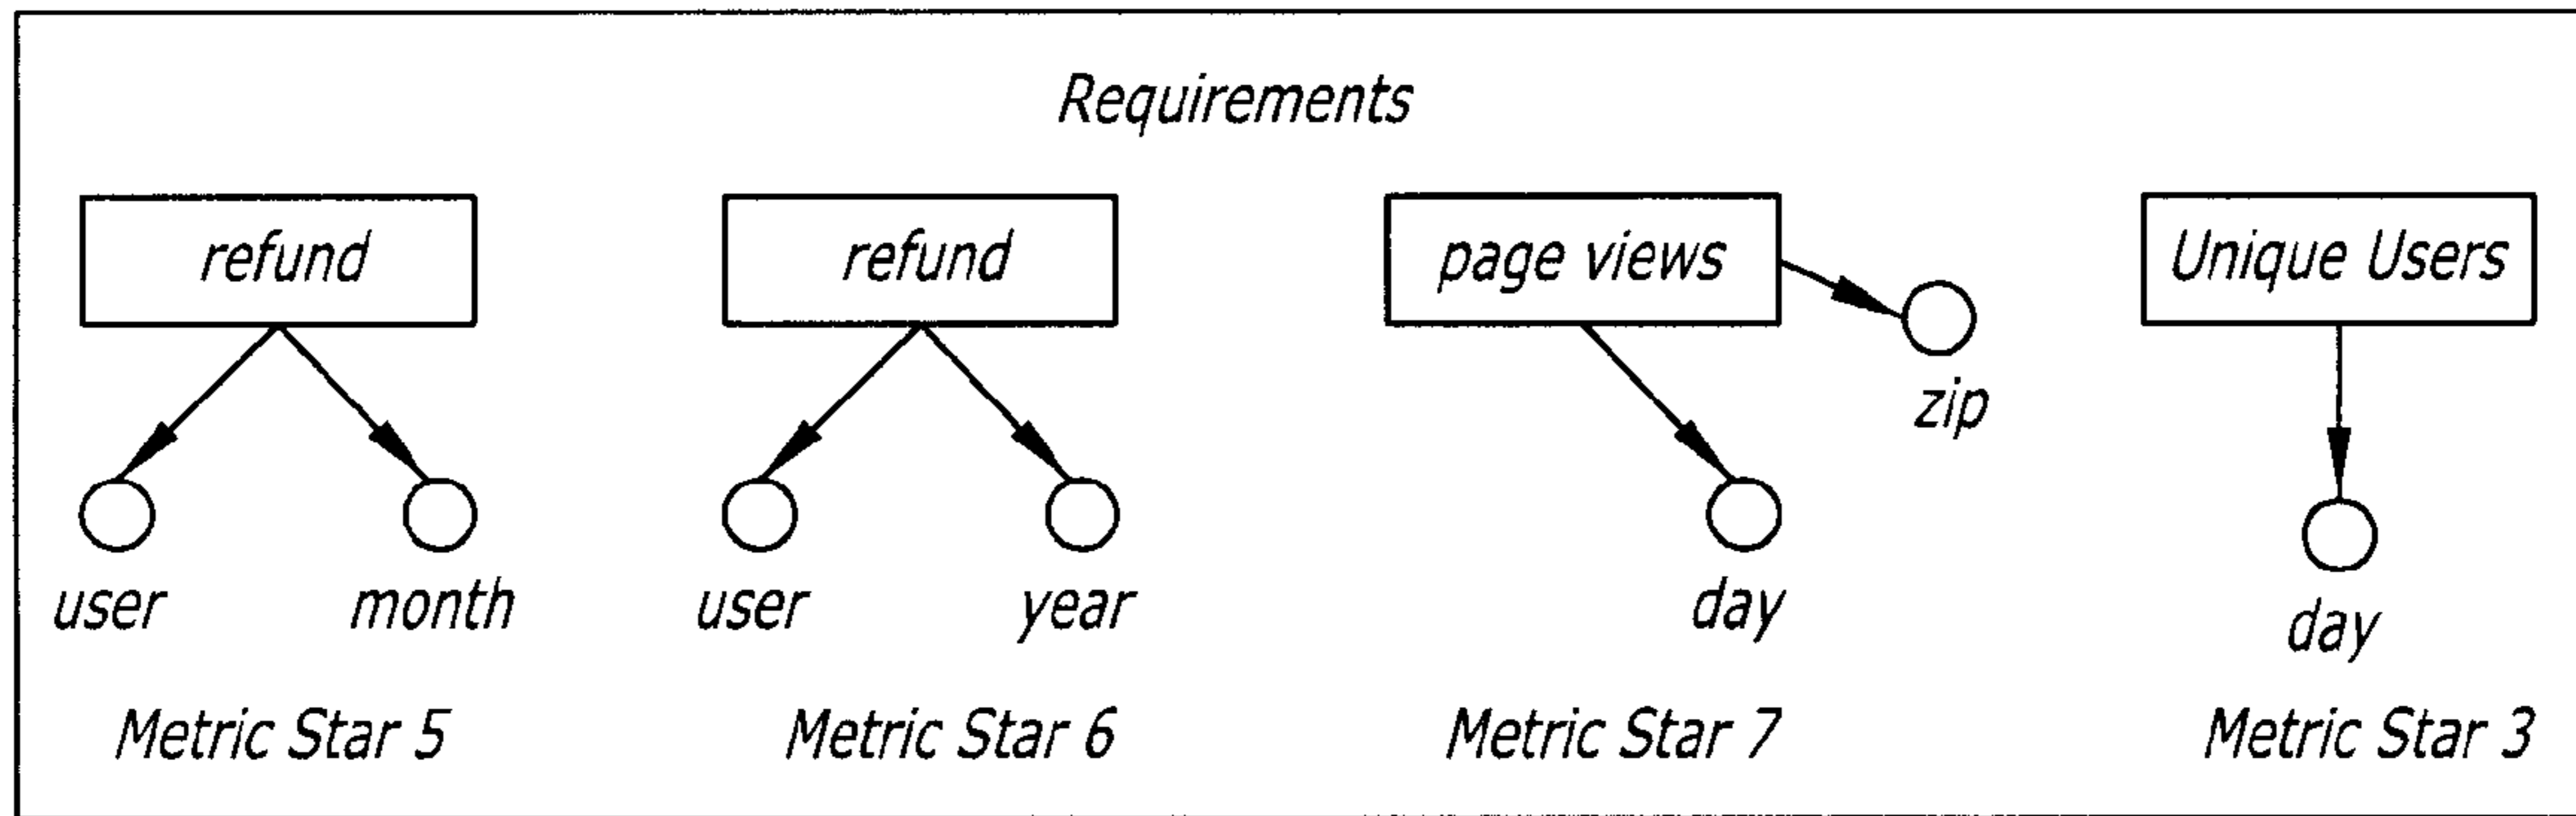 Requirements
refund
refund
page views
Unique Users
zip
user
month
user
year
day
day
Metric Star 5
Metric Star 6
Metric Star 7
Metric Star 3